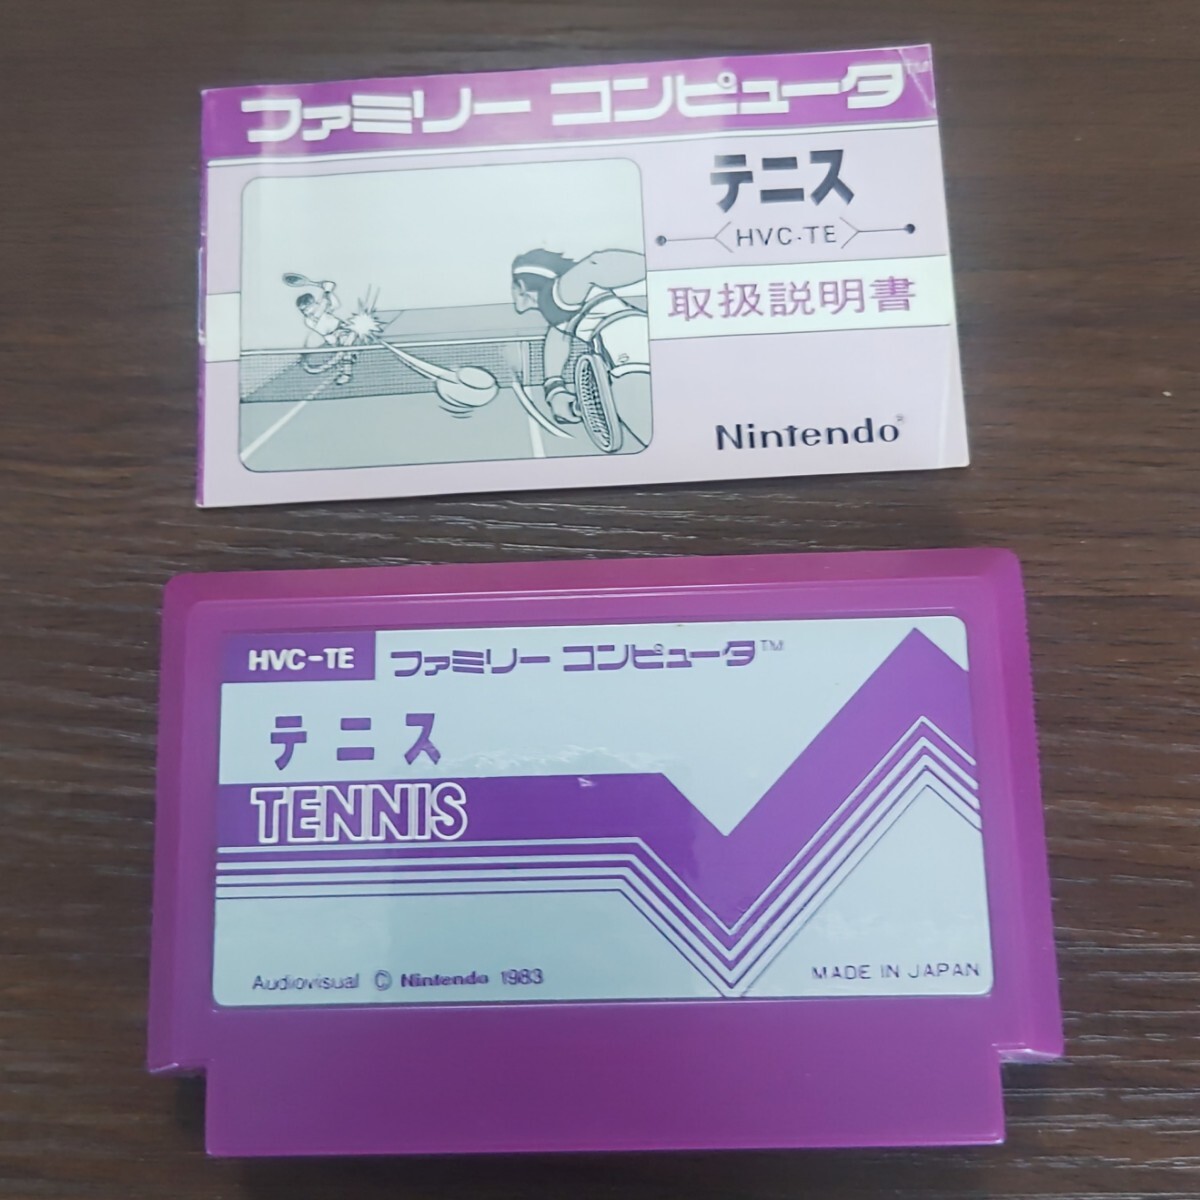 ファミリー コンピュータ™
テニス
HVC-TE
取扱説明書
Nintendo®
HVC-TE ファミリー コンピュータ™
テニス
TENNIS
Audiovisual © Nintendo 1983
MADE IN JAPAN